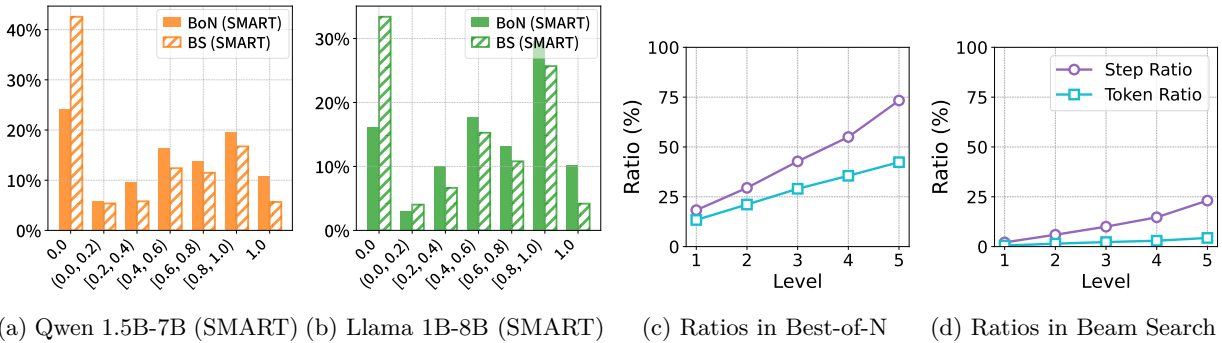 40%
30%
20%
10%
0%
BoN (SMART)
BS (SMART)
0.0
(0.0, 0.2)
[0.2, 0.4)
[0.4, 0.6)
[0.6, 0.8)
[0.8, 1.0)
1.0
(a) Qwen 1.5B-7B (SMART)
30%
20%
10%
0%
BoN (SMART)
BS (SMART)
0.0
(0.0, 0.2)
[0.2, 0.4)
[0.4, 0.6)
[0.6, 0.8)
[0.8, 1.0)
1.0
(b) Llama 1B-8B (SMART)
Ratio (%)
100
75
50
25
0
1 2 3 4 5
Level
(c) Ratios in Best-of-N
Ratio (%)
100
75
50
25
0
Step Ratio
Token Ratio
1 2 3 4 5
Level
(d) Ratios in Beam Search